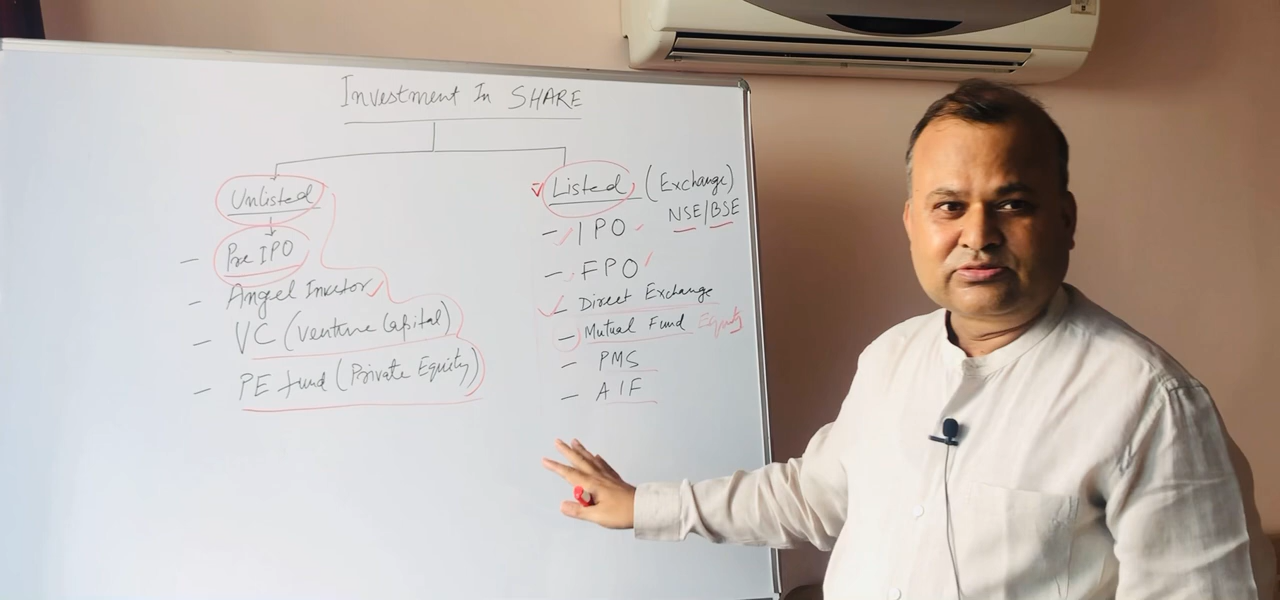 Investment In SHARE
Unlisted
Pre IPO
- Angel Investor
- VC (Venture Capital)
- PE fund (Private Equity)
Listed (Exchange)
NSE/BSE
- IPO
- FPO
- Direct Exchange
- Mutual Fund Equity
- PMS
- AIF